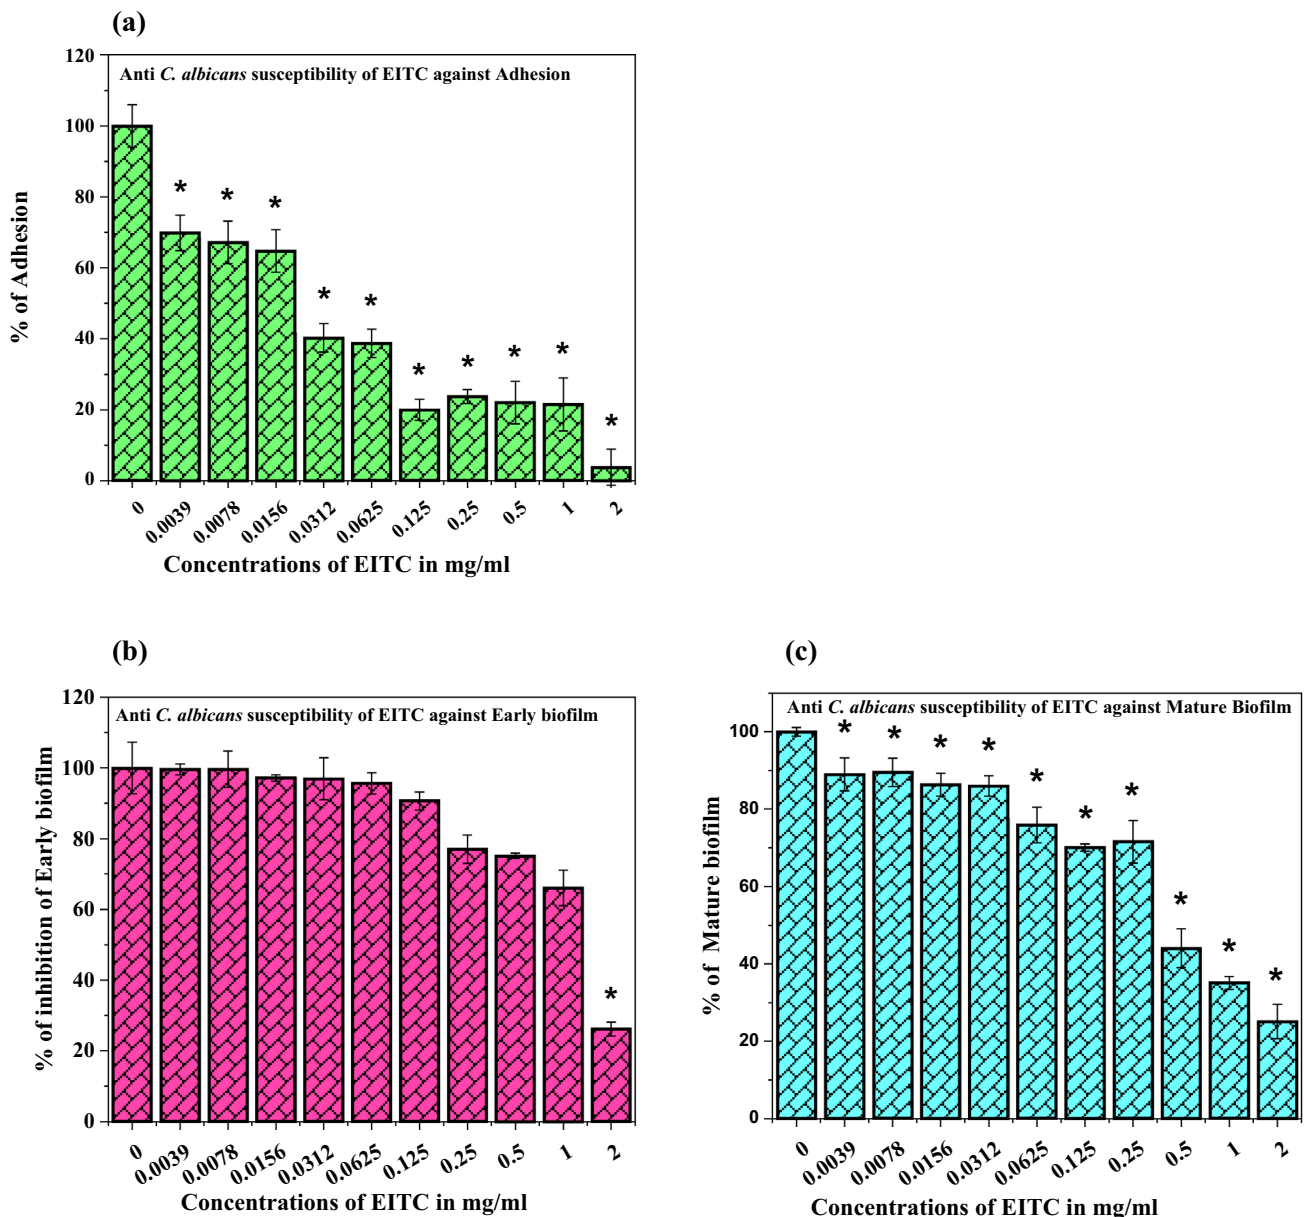 (a)
Anti C. albicans susceptibility of EITC against Adhesion
% of Adhesion
120
100
80
60
40
20
0
* * * * * * * * * *
0 0.0039 0.0078 0.0156 0.0312 0.0625 0.125 0.25 0.5 1 2
Concentrations of EITC in mg/ml
(b)
Anti C. albicans susceptibility of EITC against Early biofilm
% of inhibition of Early biofilm
120
100
80
60
40
20
0
*
0 0.0039 0.0078 0.0156 0.0312 0.0625 0.125 0.25 0.5 1 2
Concentrations of EITC in mg/ml
(c)
Anti C. albicans susceptibility of EITC against Mature Biofilm
% of Mature biofilm
100
80
60
40
20
0
* * * * * * * * * *
0 0.0039 0.0078 0.0156 0.0312 0.0625 0.125 0.25 0.5 1 2
Concentrations of EITC in mg/ml